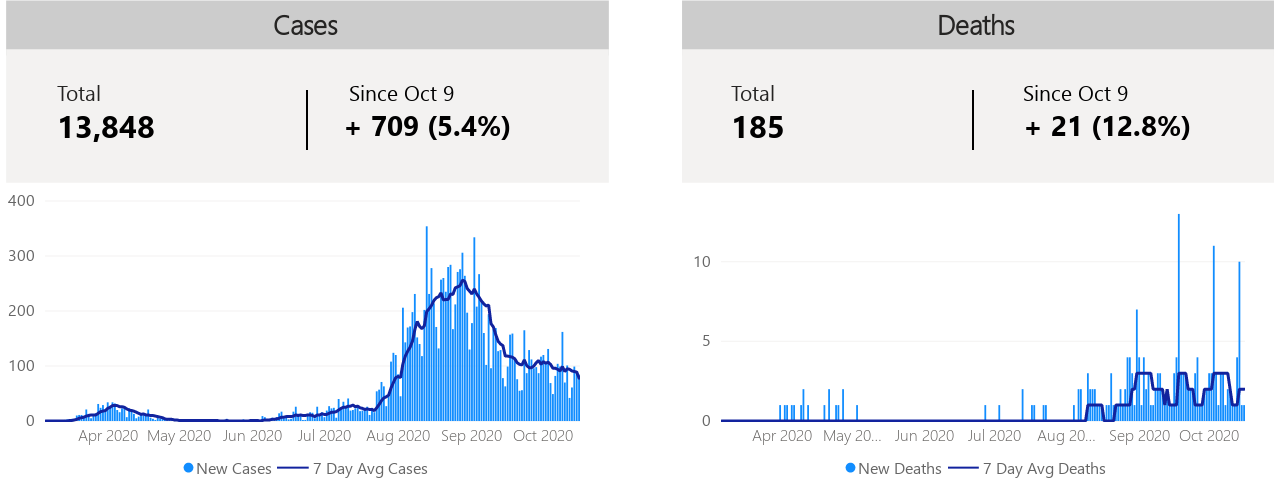 Cases
Total
Since Oct 9
13,848
+ 709 (5.4%)
400
300
200
100
0
Apr 2020 May 2020 Jun 2020 Jul 2020 Aug 2020 Sep 2020 Oct 2020
New Cases 7 Day Avg Cases
Deaths
Total
Since Oct 9
185
+ 21 (12.8%)
10
5
0
Apr 2020 May 20... Jun 2020 Jul 2020 Aug 20... Sep 2020 Oct 2020
New Deaths 7 Day Avg Deaths